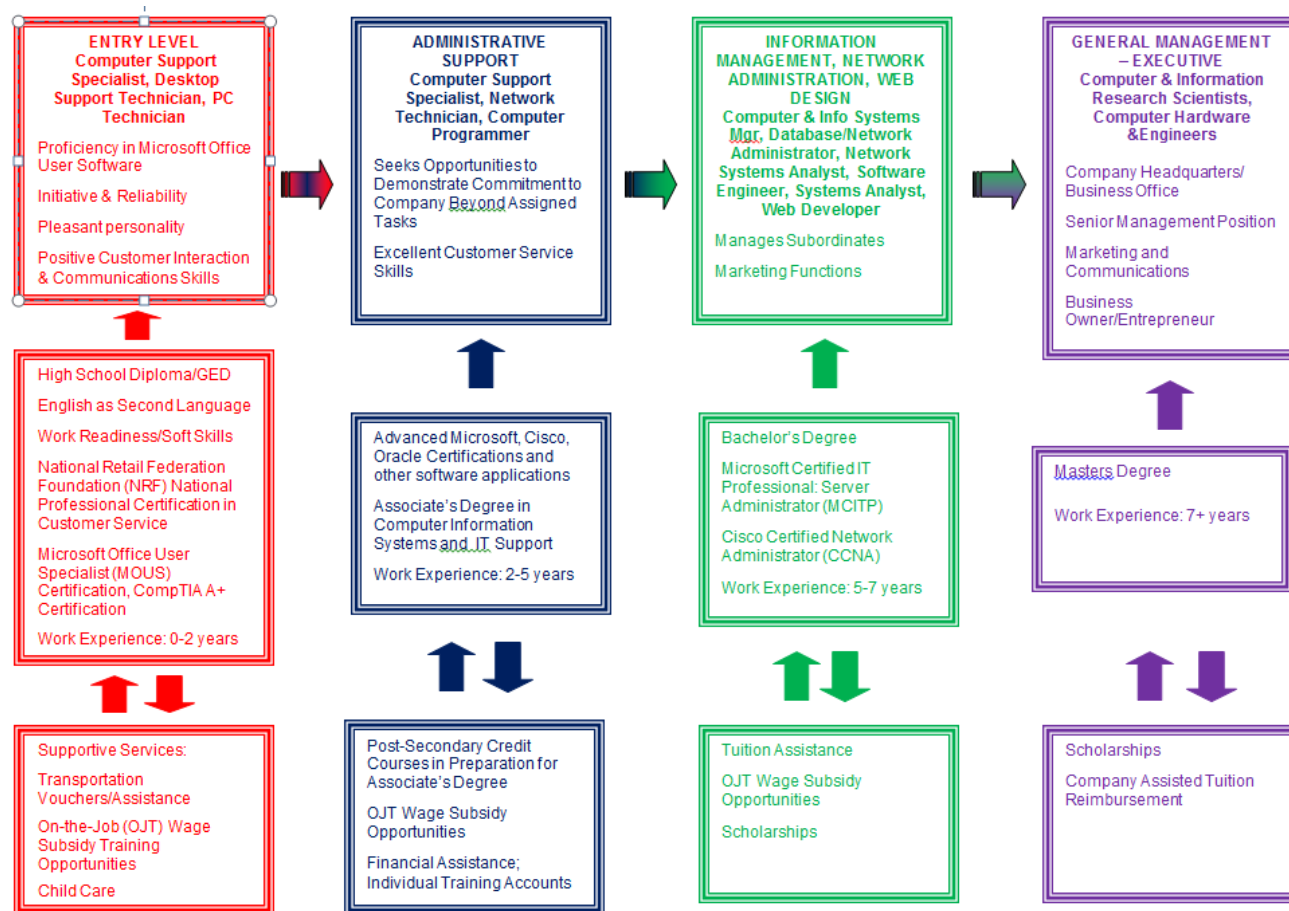 ENTRY LEVEL
Computer Support
Specialist, Desktop
Support Technician, PC
Technician
Proficiency in Microsoft Office
User Software
Initiative & Reliability
Pleasant personality
Positive Customer Interaction
& Communications Skills
High School Diploma/GED
English as Second Language
Work Readiness/Soft Skills
National Retail Federation
Foundation (NRF) National
Professional Certification in
Customer Service
Microsoft Office User
Specialist (MOUS)
Certification, CompTIA A+
Certification
Work Experience: 0-2 years
Supportive Services:
Transportation
Vouchers/Assistance
On-the-Job (OJT) Wage
Subsidy Training
Opportunities
Child Care
ADMINISTRATIVE
SUPPORT
Computer Support
Specialist, Network
Technician, Computer
Programmer
Seeks Opportunities to
Demonstrate Commitment to
Company Beyond Assigned
Tasks
Excellent Customer Service
Skills
Advanced Microsoft, Cisco,
Oracle Certifications and
other software applications
Associate's Degree in
Computer Information
Systems and IT Support
Work Experience: 2-5 years
Post-Secondary Credit
Courses in Preparation for
Associate's Degree
OJT Wage Subsidy
Opportunities
Financial Assistance;
Individual Training Accounts
INFORMATION
MANAGEMENT, NETWORK
ADMINISTRATION, WEB
DESIGN
Computer & Info Systems
Mgr, Database/Network
Administrator, Network
Systems Analyst, Software
Engineer, Systems Analyst,
Web Developer
Manages Subordinates
Marketing Functions
Bachelor's Degree
Microsoft Certified IT
Professional: Server
Administrator (MCITP)
Cisco Certified Network
Administrator (CCNA)
Work Experience: 5-7 years
Tuition Assistance
OJT Wage Subsidy
Opportunities
Scholarships
GENERAL MANAGEMENT
– EXECUTIVE
Computer & Information
Research Scientists,
Computer Hardware
&Engineers
Company Headquarters/
Business Office
Senior Management Position
Marketing and
Communications
Business
Owner/Entrepreneur
Masters Degree
Work Experience: 7+ years
Scholarships
Company Assisted Tuition
Reimbursement